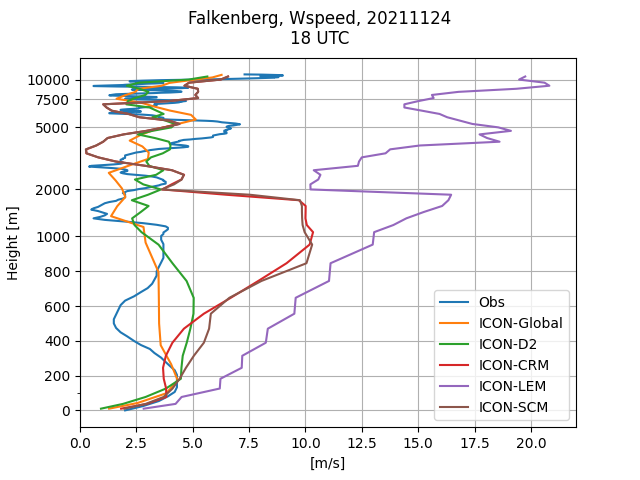 Falkenberg, Wspeed, 20211124
18 UTC
Height [m]
10000
7500
5000
2000
1000
800
600
400
200
0
0.0 2.5 5.0 7.5 10.0 12.5 15.0 17.5 20.0
[m/s]
Obs
ICON-Global
ICON-D2
ICON-CRM
ICON-LEM
ICON-SCM